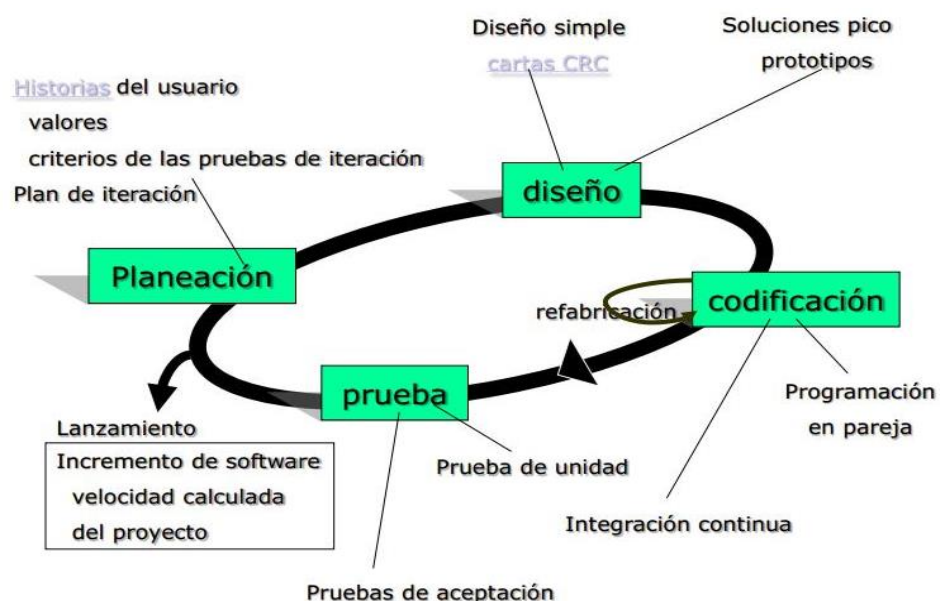 Diseño simple
cartas CRC
Soluciones pico
prototipos
Historias del usuario
valores
criterios de las pruebas de iteración
Plan de iteración
diseño
Planeación
codificación
refabricación
prueba
Programación
en pareja
Lanzamiento
Incremento de software
velocidad calculada
del proyecto
Prueba de unidad
Integración continua
Pruebas de aceptación